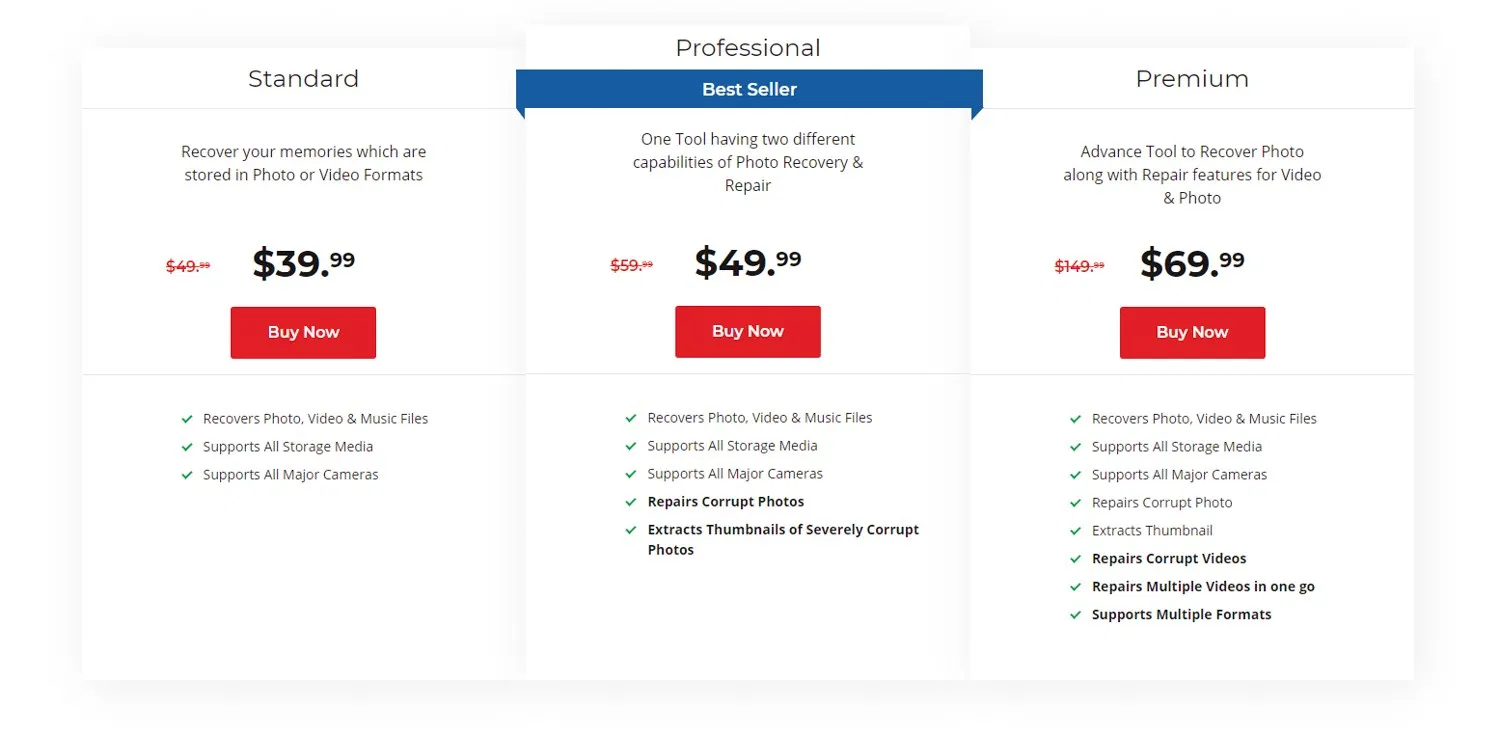 Standard
Recover your memories which are
stored in Photo or Video Formats
$49.99 $39.99
Buy Now
Recovers Photo, Video & Music Files
Supports All Storage Media
Supports All Major Cameras
Professional
Best Seller
One Tool having two different
capabilities of Photo Recovery &
Repair
$59.99 $49.99
Buy Now
Recovers Photo, Video & Music Files
Supports All Storage Media
Supports All Major Cameras
Repairs Corrupt Photos
Extracts Thumbnails of Severely Corrupt
Photos
Premium
Advance Tool to Recover Photo
along with Repair features for Video
& Photo
$149.99 $69.99
Buy Now
Recovers Photo, Video & Music Files
Supports All Storage Media
Supports All Major Cameras
Repairs Corrupt Photo
Extracts Thumbnail
Repairs Corrupt Videos
Repairs Multiple Videos in one go
Supports Multiple Formats